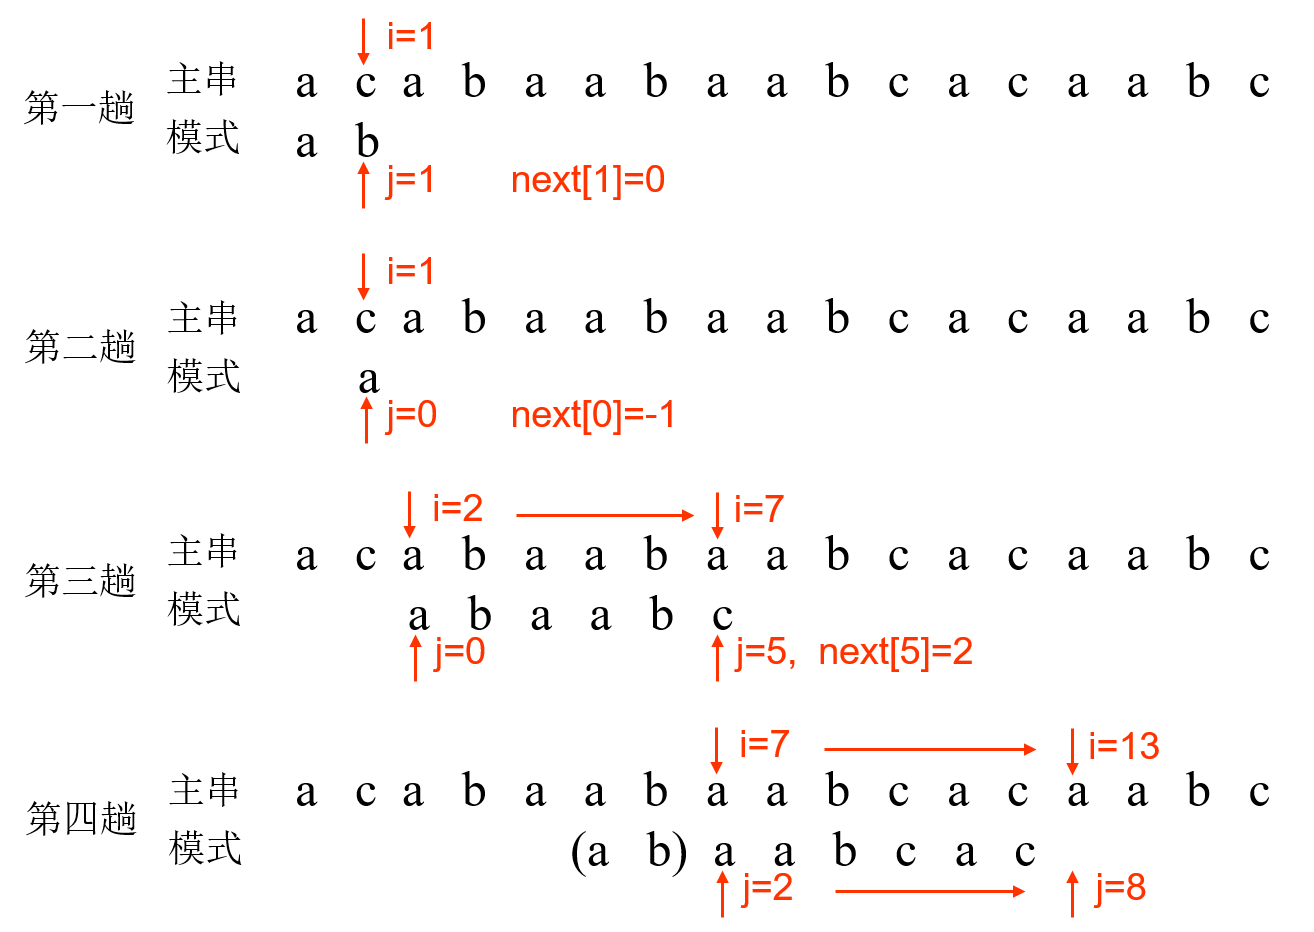 i=1
第一趟 主串 a c a b a a b a a b c a c a a b c
模式 a b
j=1 next[1]=0
i=1
第二趟 主串 a c a b a a b a a b c a c a a b c
模式 a
j=0 next[0]=-1
i=2 i=7
第三趟 主串 a c a b a a b a a b c a c a a b c
模式 a b a a b c
j=0 j=5, next[5]=2
i=7 i=13
第四趟 主串 a c a b a a b a a b c a c a a b c
模式 (a b) a a b c a c
j=2 j=8